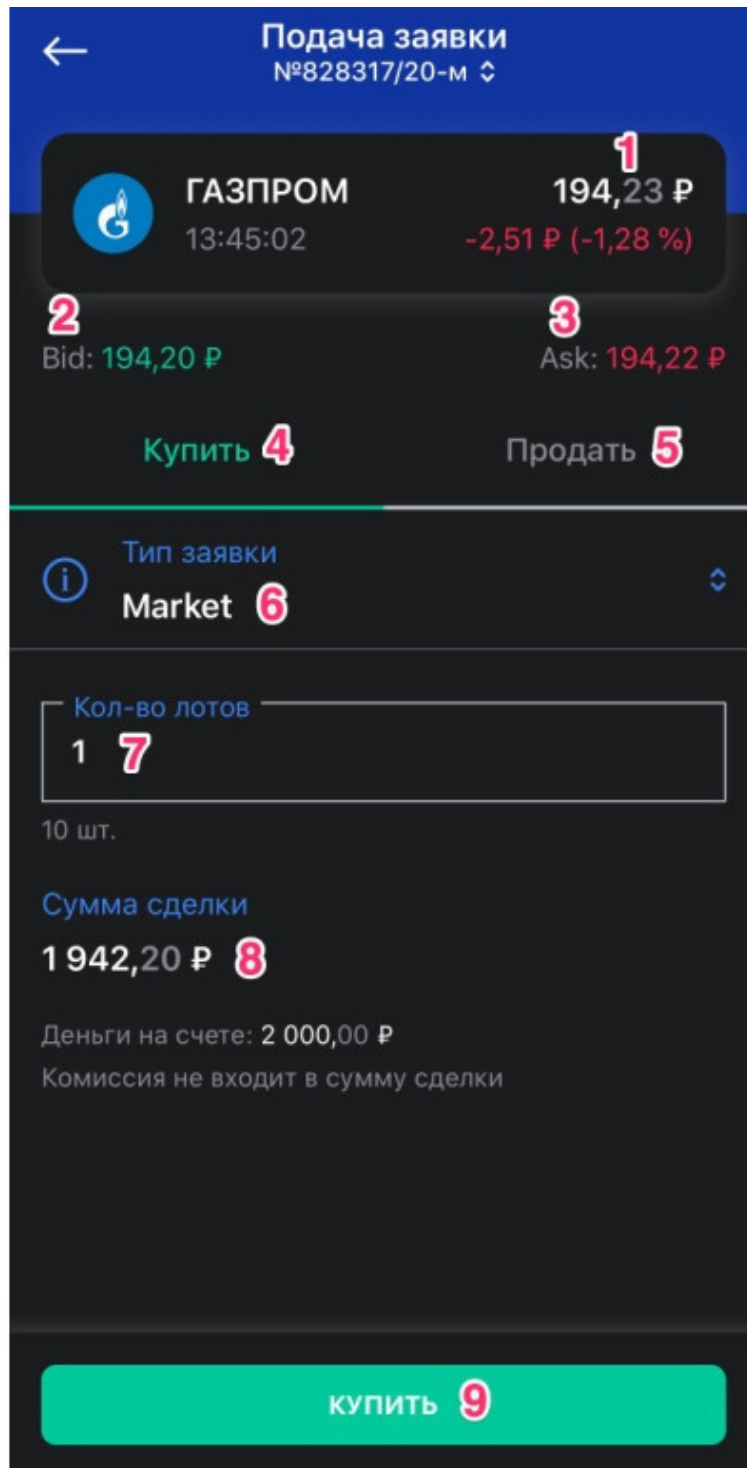 Подача заявки
№828317/20-м
1
ГАЗПРОМ 194,23 ₽
13:45:02 -2,51 ₽ (-1,28 %)
2 3
Bid: 194,20 ₽ Ask: 194,22 ₽
Купить 4 Продать 5
Тип заявки
Market 6
Кол-во лотов
1 7
10 шт.
Сумма сделки
1 942,20 ₽ 8
Деньги на счете: 2 000,00 ₽
Комиссия не входит в сумму сделки
КУПИТЬ 9